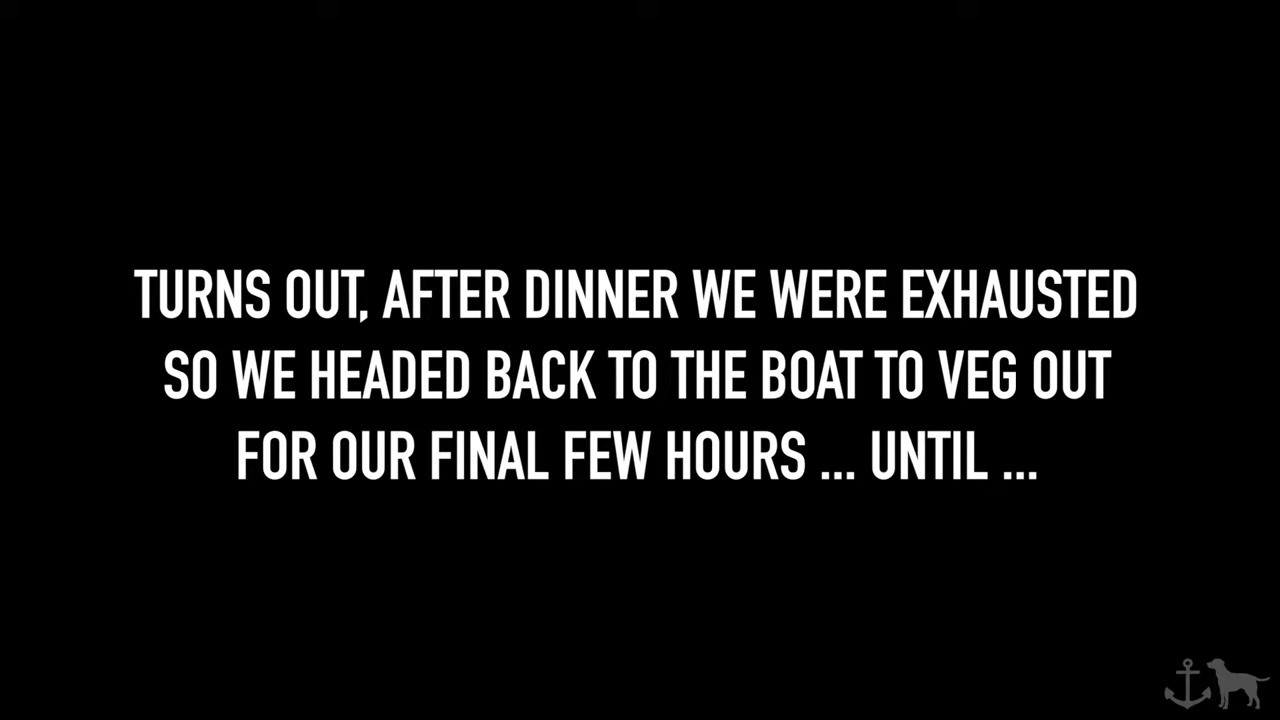 TURNS OUT, AFTER DINNER WE WERE EXHAUSTED
SO WE HEADED BACK TO THE BOAT TO VEG OUT
FOR OUR FINAL FEW HOURS ... UNTIL ...